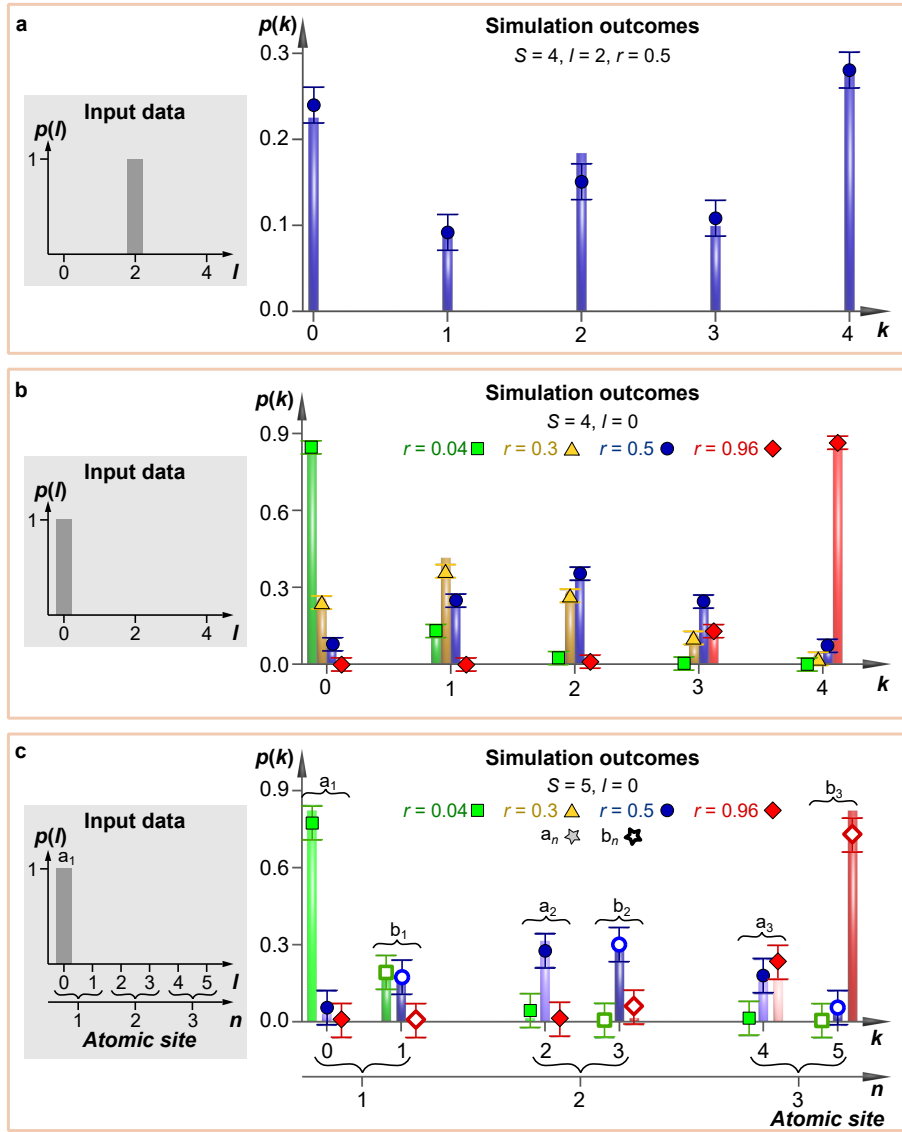 a
p(k)
Simulation outcomes
S = 4, l = 2, r = 0.5
0.3
0.2
0.1
0.0
0 1 2 3 4 k
Input data
p(l)
1
0 2 4 l
b
p(k)
Simulation outcomes
S = 4, l = 0
r = 0.04 r = 0.3 r = 0.5 r = 0.96
0.9
0.6
0.3
0.0
0 1 2 3 4 k
Input data
p(l)
1
0 2 4 l
c
p(k)
Simulation outcomes
S = 5, l = 0
r = 0.04 r = 0.3 r = 0.5 r = 0.96
aₙ bₙ
0.9
0.6
0.3
0.0
a₁
b₁
a₂
b₂
a₃
b₃
0 1 2 3 4 5 k
1 2 3 n
Atomic site
Input data
p(l)
a₁
1
0 1 2 3 4 5 l
1 2 3 n
Atomic site